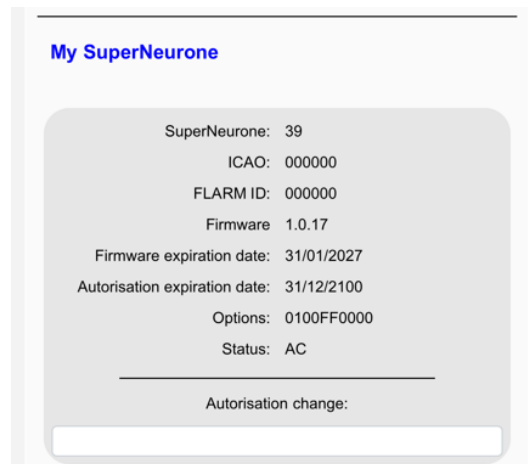 My SuperNeurone
SuperNeurone: 39
ICAO: 000000
FLARM ID: 000000
Firmware 1.0.17
Firmware expiration date: 31/01/2027
Autorisation expiration date: 31/12/2100
Options: 0100FF0000
Status: AC
Autorisation change: